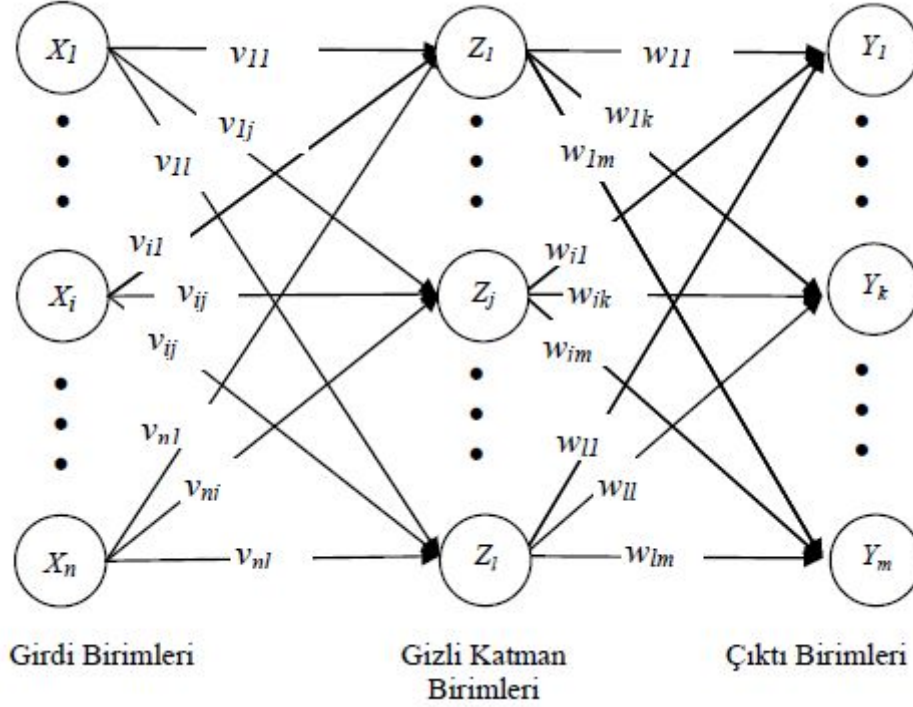 X1 v11 Z1 w11 Y1
v1j w1k
v1l w1m
vi1 wi1
Xi vij Zj wjk Yk
vij wim
vn1 wl1
vni wll
Xn vnl Zl wlm Ym
Girdi Birimleri Gizli Katman Çıktı Birimleri
Birimleri